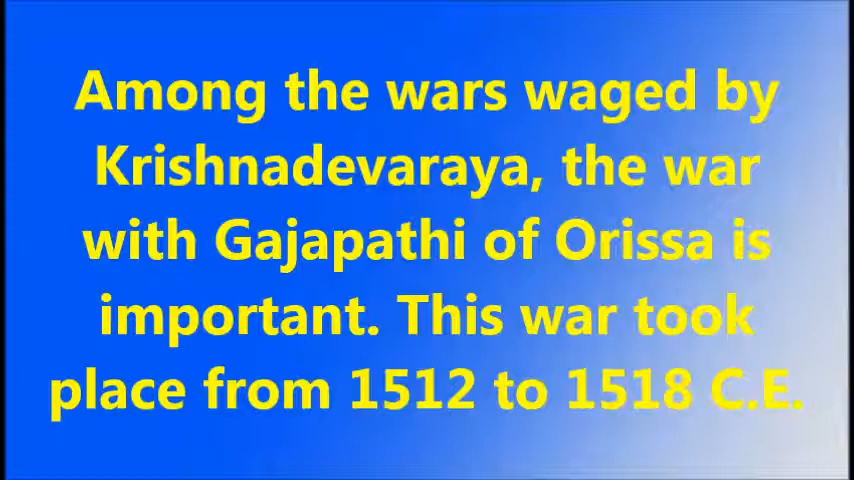 Among the wars waged by
Krishnadevaraya, the war
with Gajapathi of Orissa is
important. This war took
place from 1512 to 1518 C.E.